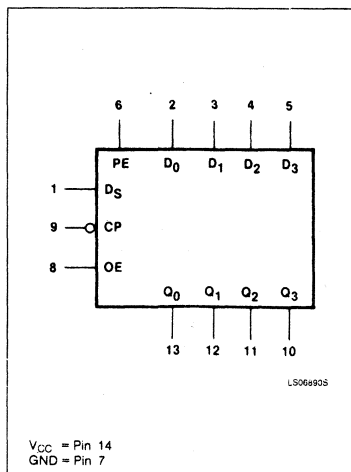 6 2 3 4 5
PE D0 D1 D2 D3
1 DS
9 CP
8 OE
Q0 Q1 Q2 Q3
13 12 11 10
LS06890S
VCC = Pin 14
GND = Pin 7